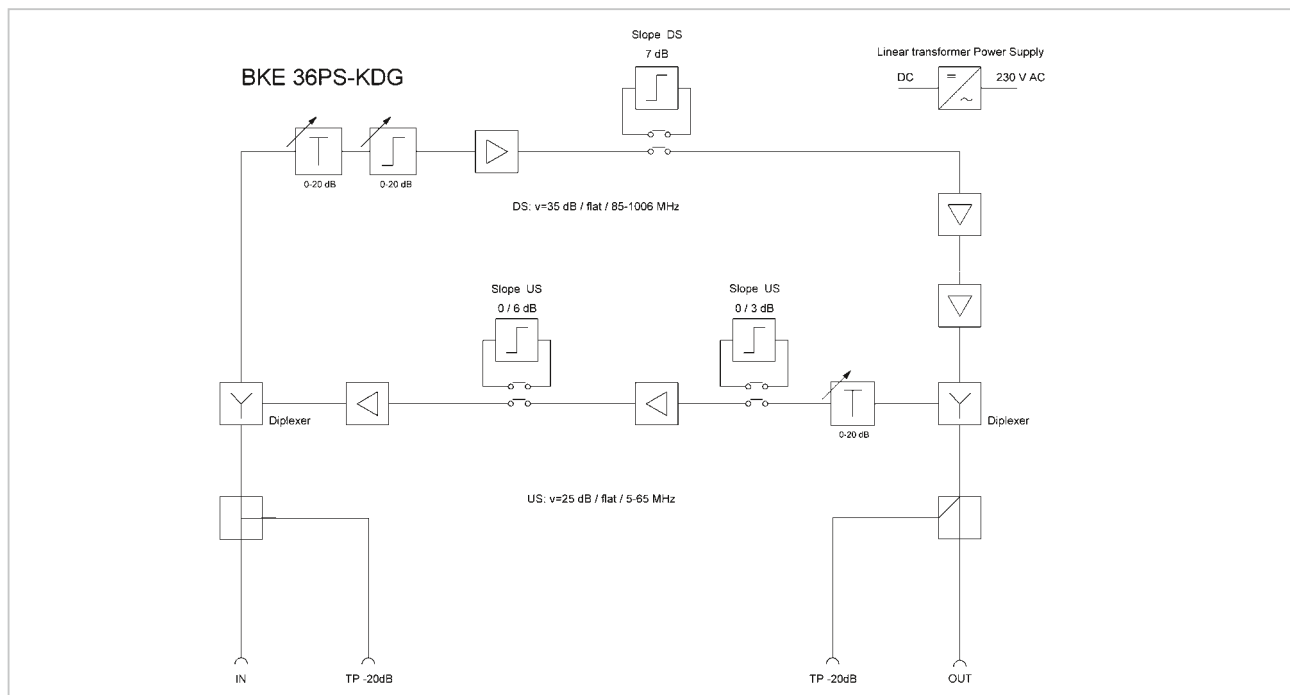 Slope DS
7 dB
Linear transformer Power Supply
BKE 36PS-KDG
DC
230 V AC
0-20 dB
0-20 dB
DS: v=35 dB / flat / 85-1006 MHz
Slope US
0 / 6 dB
Slope US
0 / 3 dB
Diplexer
0-20 dB
Diplexer
US: v=25 dB / flat / 5-65 MHz
IN
TP -20dB
TP -20dB
OUT